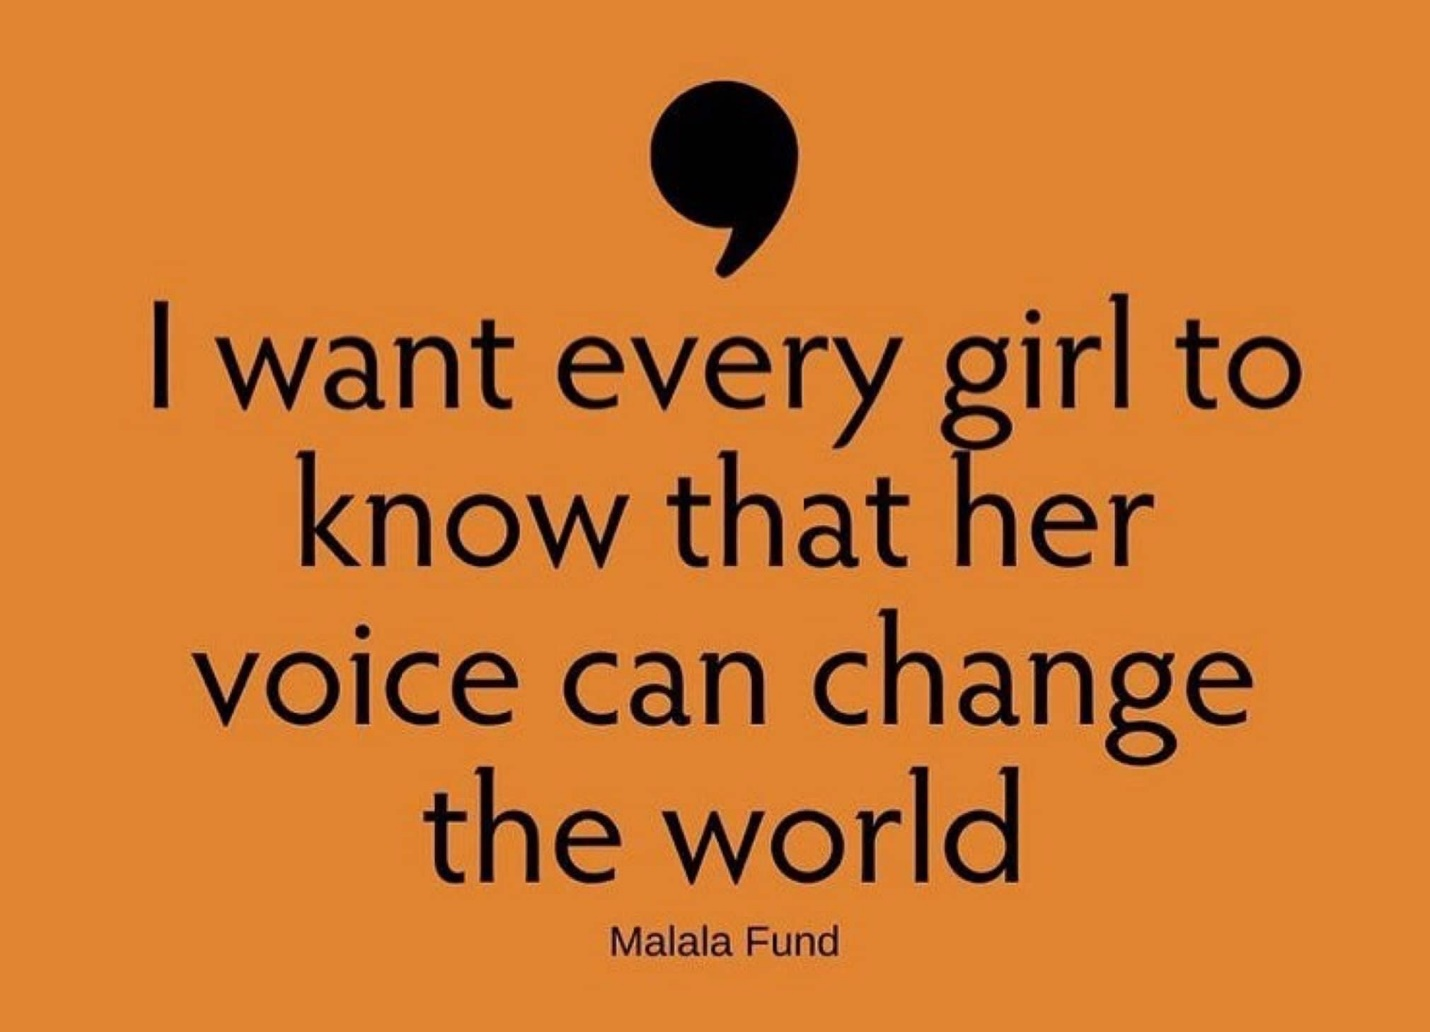 ,
I want every girl to
know that her
voice can change
the world
Malala Fund